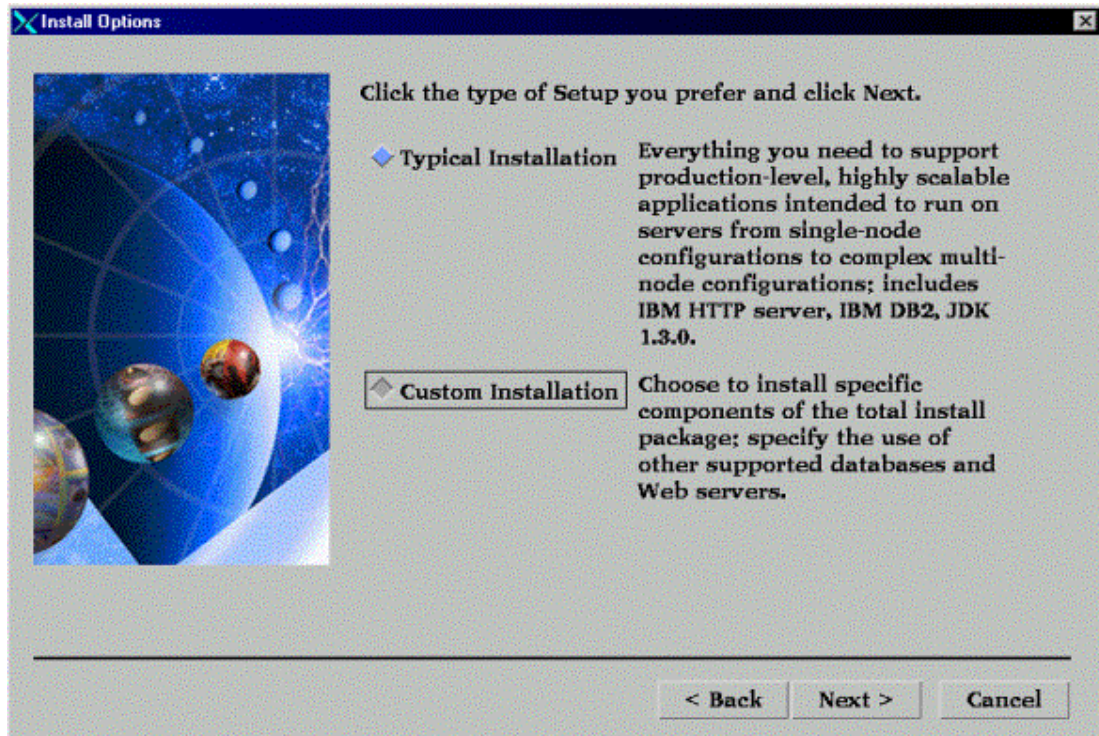 Install Options
Click the type of Setup you prefer and click Next.
Typical Installation
Everything you need to support
production-level, highly scalable
applications intended to run on
servers from single-node
configurations to complex multi-
node configurations; includes
IBM HTTP server, IBM DB2, JDK
1.3.0.
Custom Installation
Choose to install specific
components of the total install
package; specify the use of
other supported databases and
Web servers.
< Back
Next >
Cancel